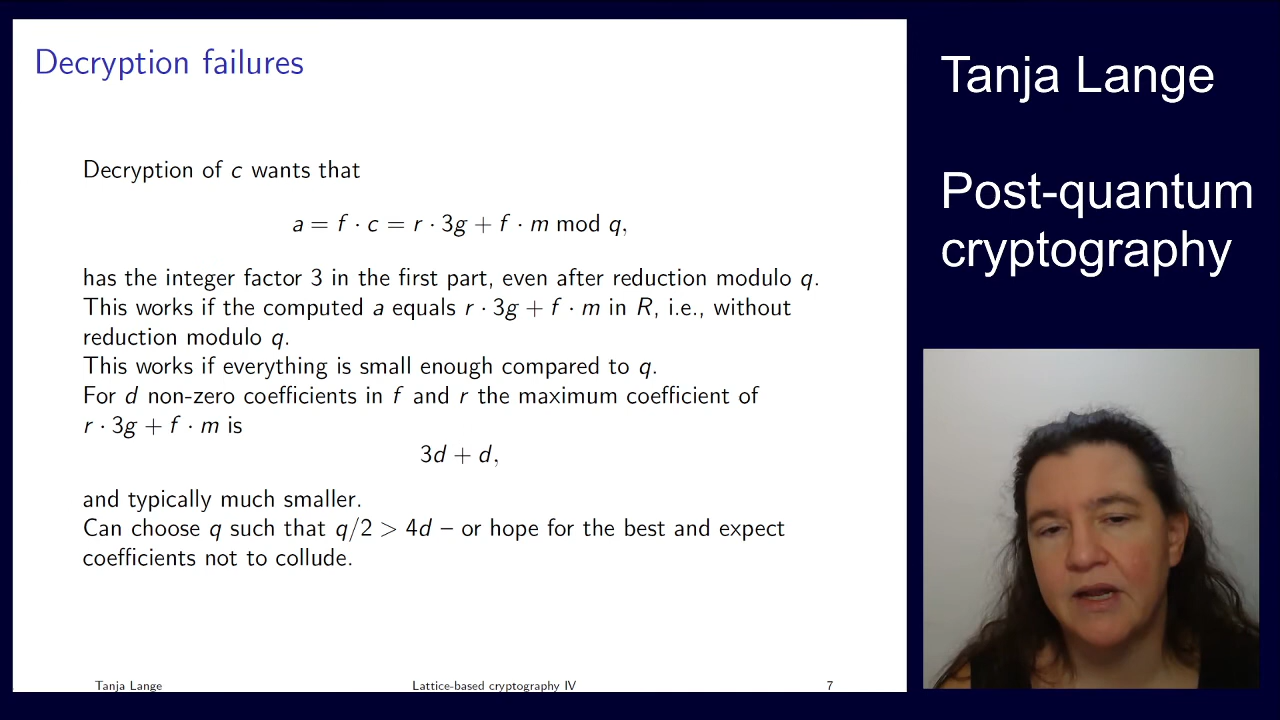 Decryption failures
Decryption of c wants that
a = f · c = r · 3g + f · m mod q,
has the integer factor 3 in the first part, even after reduction modulo q.
This works if the computed a equals r · 3g + f · m in R, i.e., without
reduction modulo q.
This works if everything is small enough compared to q.
For d non-zero coefficients in f and r the maximum coefficient of
r · 3g + f · m is
3d + d,
and typically much smaller.
Can choose q such that q/2 > 4d – or hope for the best and expect
coefficients not to collude.
Tanja Lange
Lattice-based cryptography IV
7
Tanja Lange
Post-quantum
cryptography